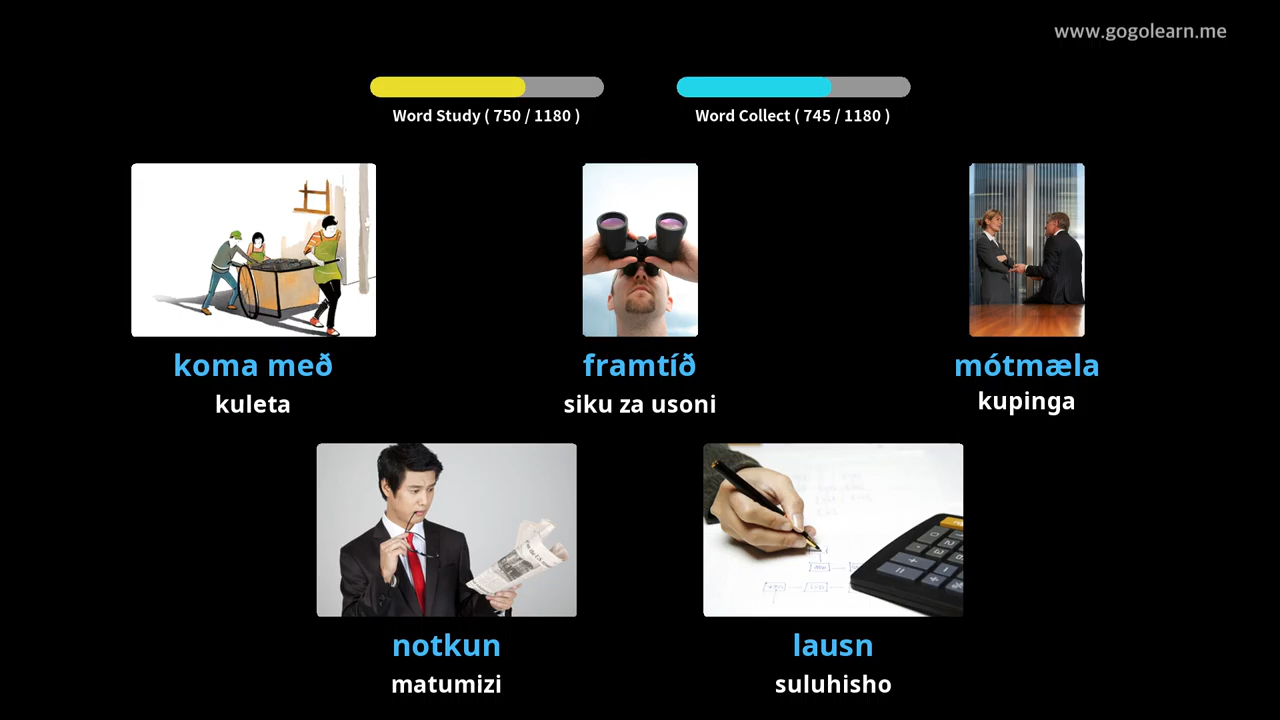 www.gogolearn.me
Word Study ( 750 / 1180 )
Word Collect ( 745 / 1180 )
koma með
kuleta
framtíð
siku za usoni
mótmæla
kupinga
notkun
matumizi
lausn
suluhisho